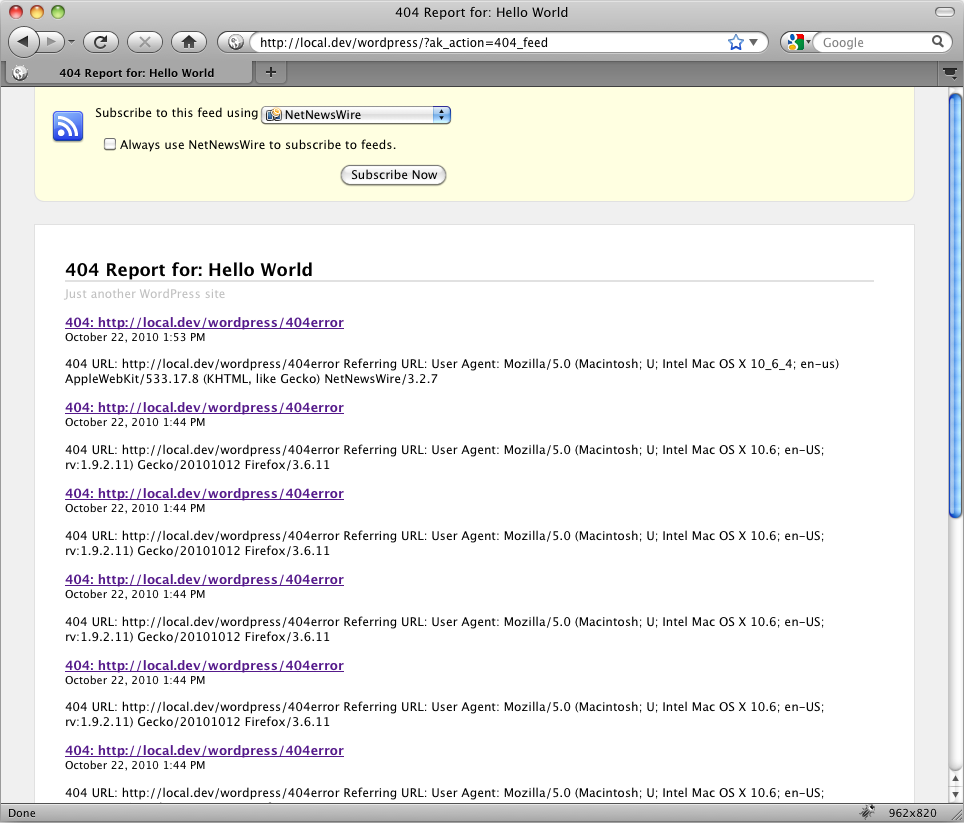 404 Report for: Hello World
http://local.dev/wordpress/?ak_action=404_feed
Google
404 Report for: Hello World
+
Subscribe to this feed using NetNewsWire
Always use NetNewsWire to subscribe to feeds.
Subscribe Now
404 Report for: Hello World
Just another WordPress site
404: http://local.dev/wordpress/404error
October 22, 2010 1:53 PM
404 URL: http://local.dev/wordpress/404error Referring URL: User Agent: Mozilla/5.0 (Macintosh; U; Intel Mac OS X 10_6_4; en-us)
AppleWebKit/533.17.8 (KHTML, like Gecko) NetNewsWire/3.2.7
404: http://local.dev/wordpress/404error
October 22, 2010 1:44 PM
404 URL: http://local.dev/wordpress/404error Referring URL: User Agent: Mozilla/5.0 (Macintosh; U; Intel Mac OS X 10.6; en-US;
rv:1.9.2.11) Gecko/20101012 Firefox/3.6.11
404: http://local.dev/wordpress/404error
October 22, 2010 1:44 PM
404 URL: http://local.dev/wordpress/404error Referring URL: User Agent: Mozilla/5.0 (Macintosh; U; Intel Mac OS X 10.6; en-US;
rv:1.9.2.11) Gecko/20101012 Firefox/3.6.11
404: http://local.dev/wordpress/404error
October 22, 2010 1:44 PM
404 URL: http://local.dev/wordpress/404error Referring URL: User Agent: Mozilla/5.0 (Macintosh; U; Intel Mac OS X 10.6; en-US;
rv:1.9.2.11) Gecko/20101012 Firefox/3.6.11
404: http://local.dev/wordpress/404error
October 22, 2010 1:44 PM
404 URL: http://local.dev/wordpress/404error Referring URL: User Agent: Mozilla/5.0 (Macintosh; U; Intel Mac OS X 10.6; en-US;
rv:1.9.2.11) Gecko/20101012 Firefox/3.6.11
404: http://local.dev/wordpress/404error
October 22, 2010 1:44 PM
404 URL: http://local.dev/wordpress/404error Referring URL: User Agent: Mozilla/5.0 (Macintosh; U; Intel Mac OS X 10.6; en-US;
Done
962x820